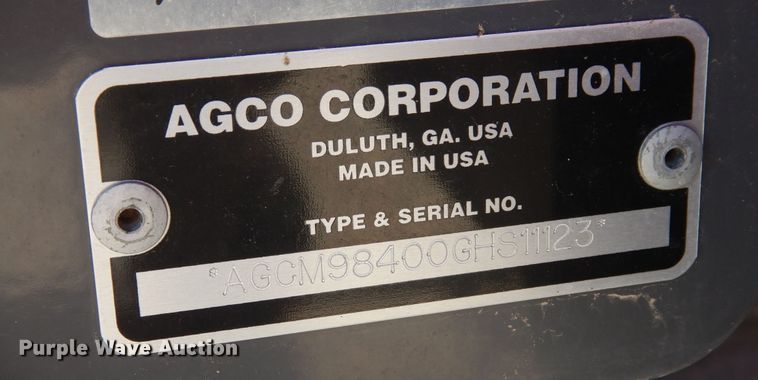 AGCO CORPORATION
DULUTH, GA. USA
MADE IN USA
TYPE & SERIAL NO.
*AGCM98400GHS11123*
Purple Wave Auction